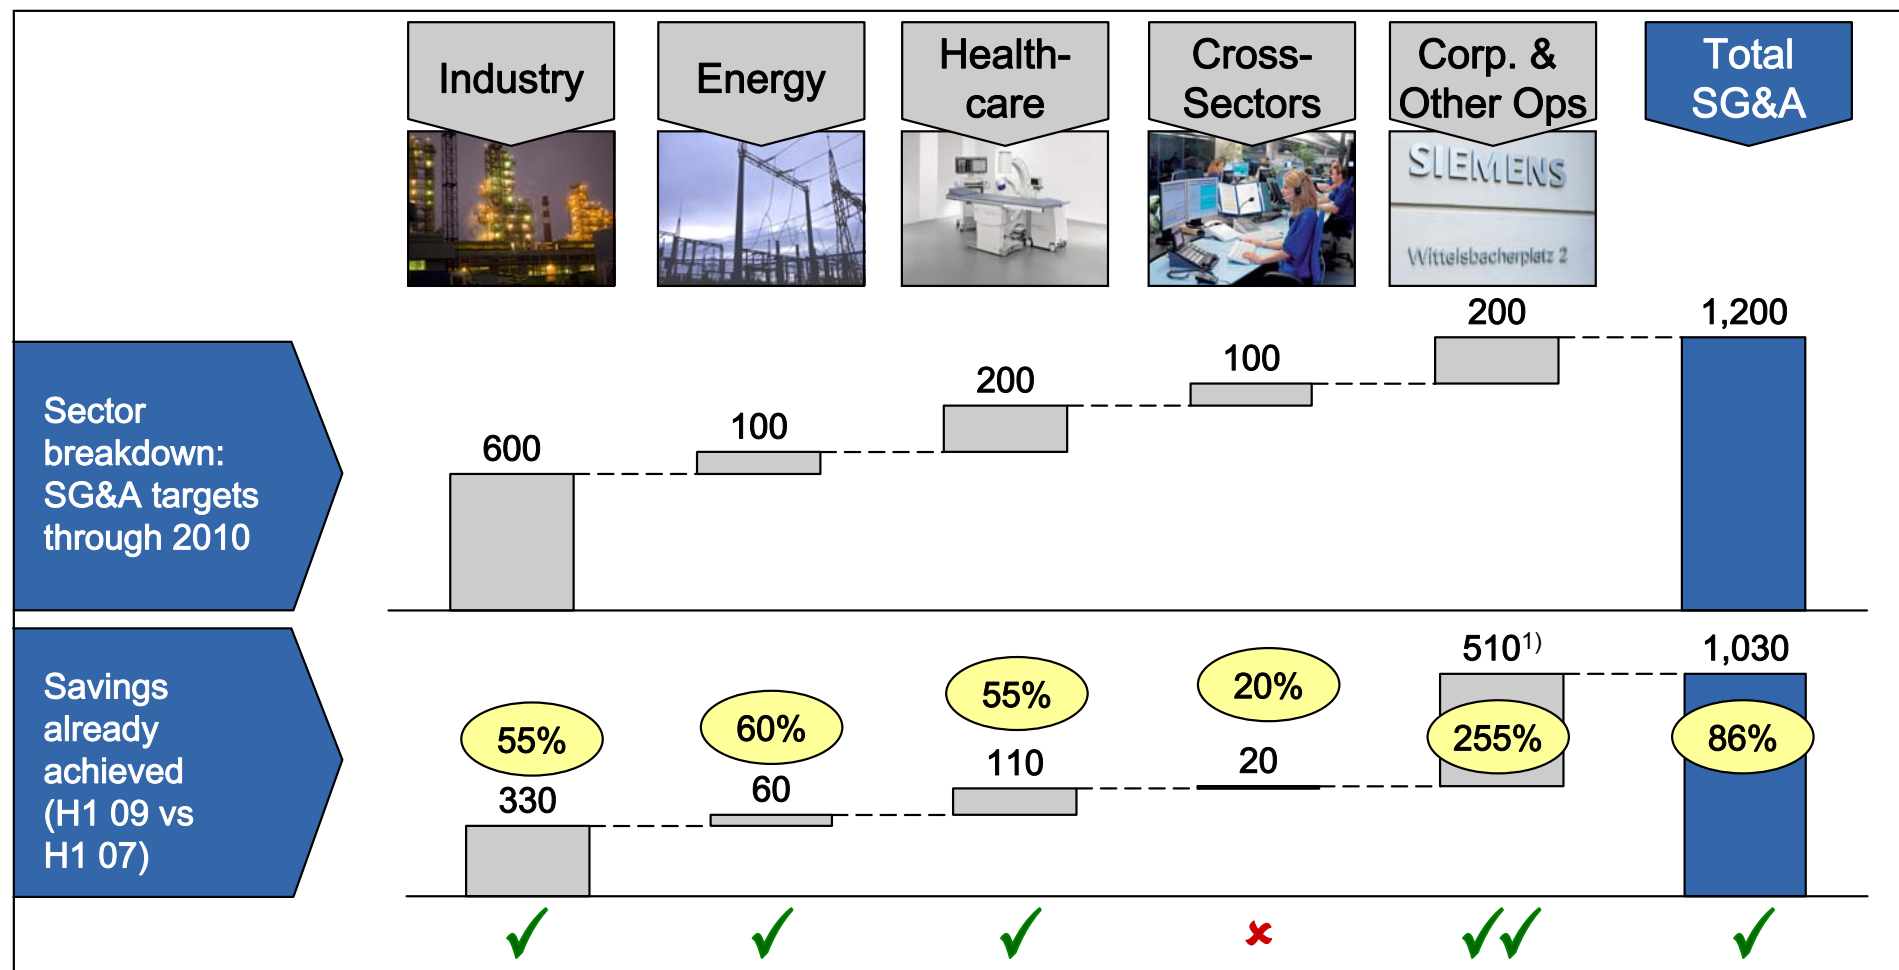 Industry
Energy
Health-
care
Cross-
Sectors
Corp. &
Other Ops
Total
SG&A
SIEMENS
Wittelsbacherplatz 2
Sector
breakdown:
SG&A targets
through 2010
600
100
200
100
200
1,200
Savings
already
achieved
(H1 09 vs
H1 07)
55%
60%
55%
20%
255%
86%
330
60
110
20
510¹⁾
1,030